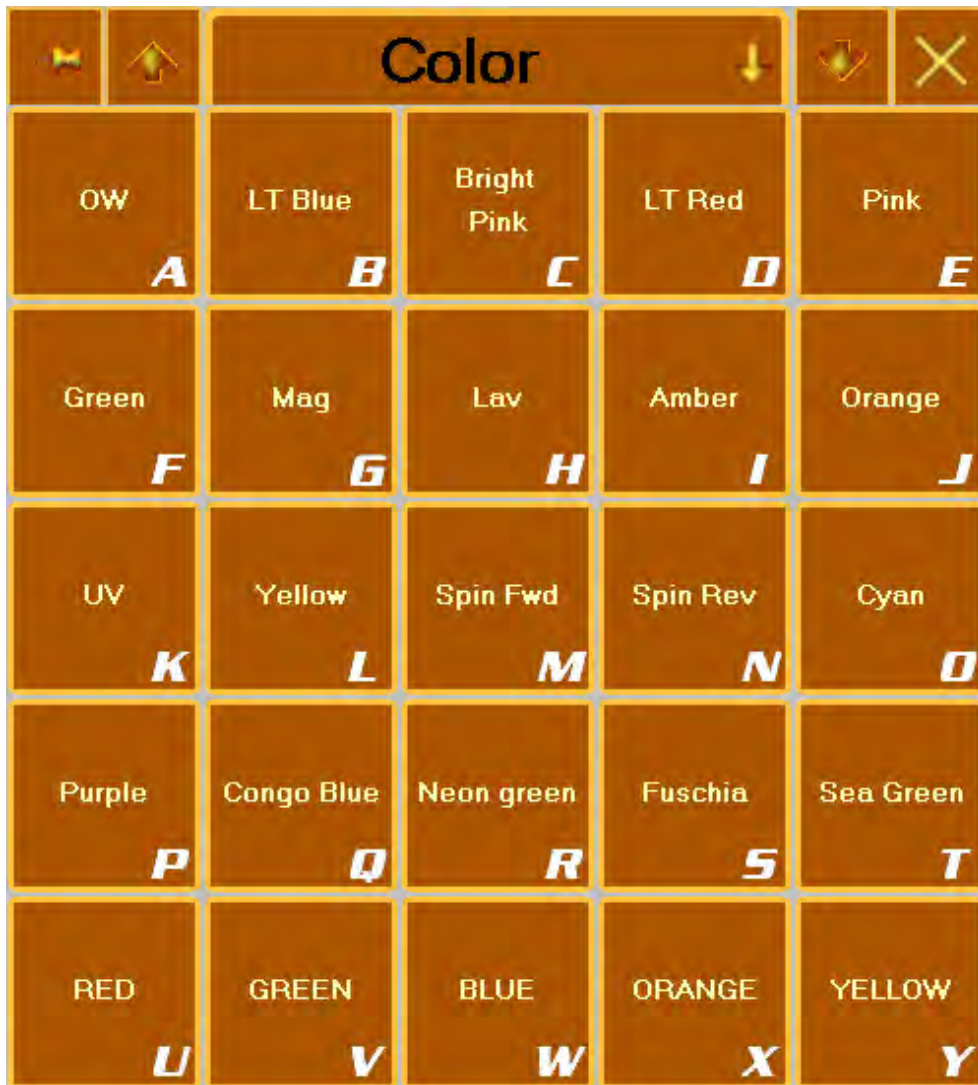 Color
OW
A
LT Blue
B
Bright
Pink
C
LT Red
D
Pink
E
Green
F
Mag
G
Lav
H
Amber
I
Orange
J
UV
K
Yellow
L
Spin Fwd
M
Spin Rev
N
Cyan
O
Purple
P
Congo Blue
Q
Neon green
R
Fuschia
S
Sea Green
T
RED
U
GREEN
V
BLUE
W
ORANGE
X
YELLOW
Y